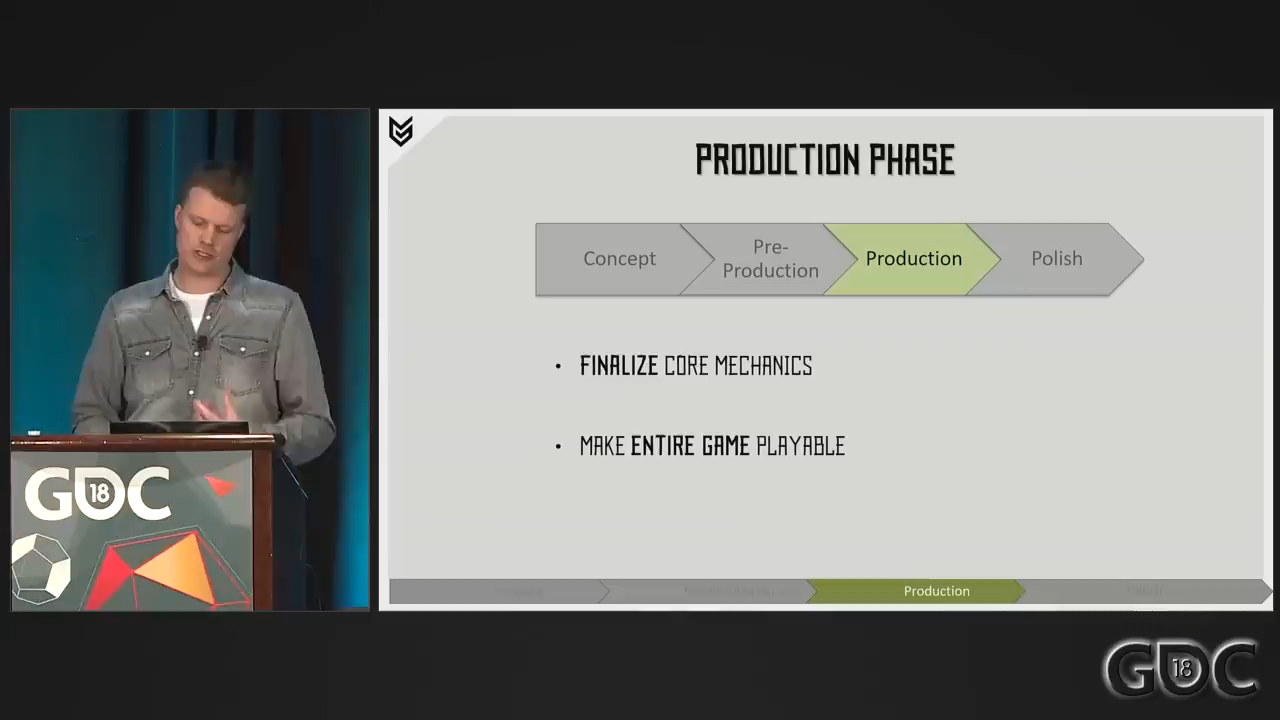 PRODUCTION PHASE
Concept
Pre-
Production
Production
Polish
• FINALIZE CORE MECHANICS
• MAKE ENTIRE GAME PLAYABLE
Production
GDC 18
GDC 18